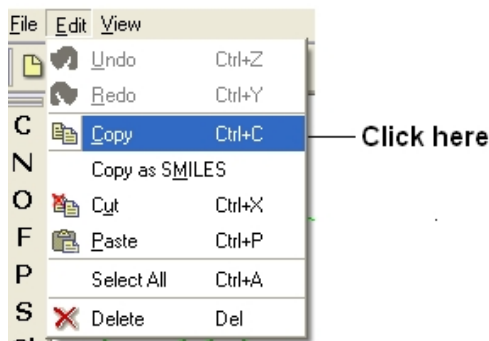 File Edit View
Undo Ctrl+Z
Redo Ctrl+Y
C Copy Ctrl+C Click here
N Copy as SMILES
O Cut Ctrl+X
F Paste Ctrl+P
P Select All Ctrl+A
S Delete Del